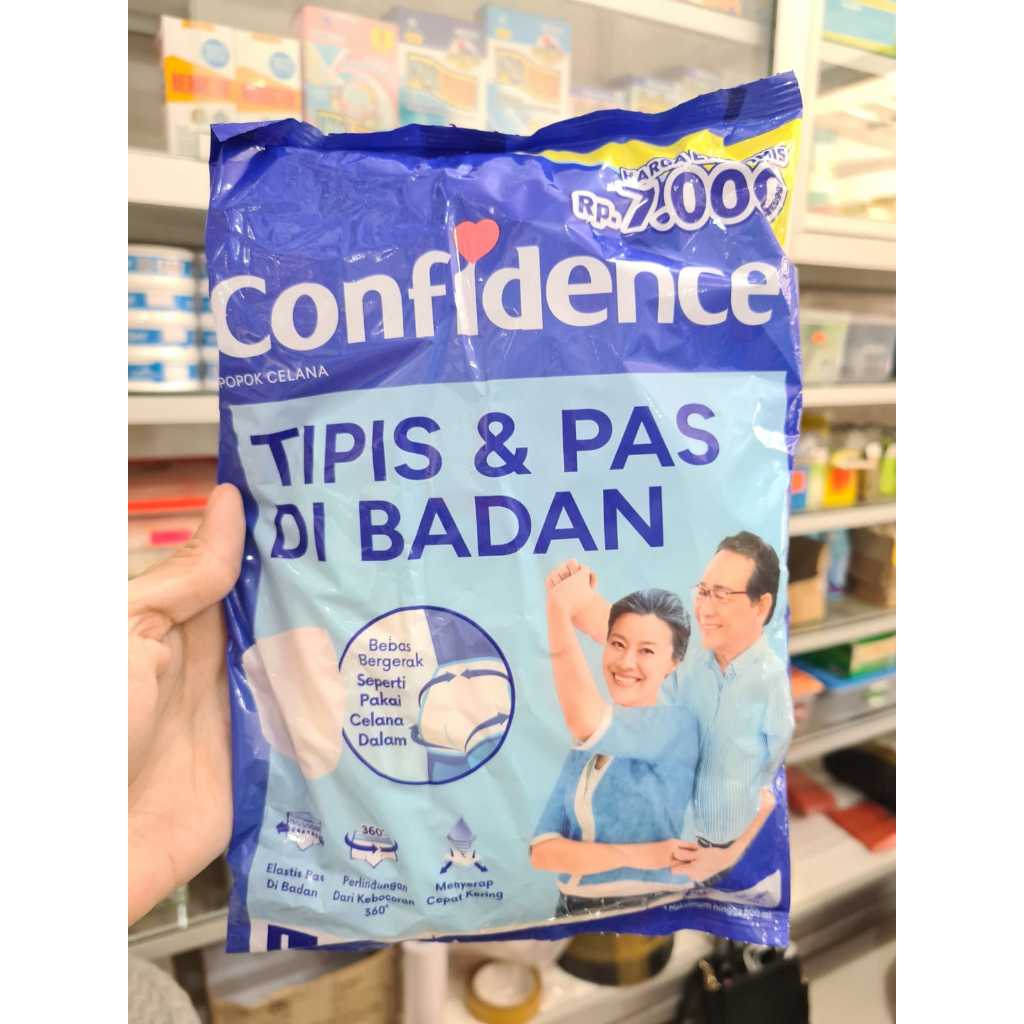 HARGA EKONOMIS
Rp.7.000
Confidence
POPOK CELANA
TIPIS & PAS
DI BADAN
Bebas
Bergerak
Seperti
Pakai
Celana
Dalam
Elastis Pas
Di Badan
360°
Perlindungan
Dari Kebocoran
360°
Menyerap
Cepat Kering